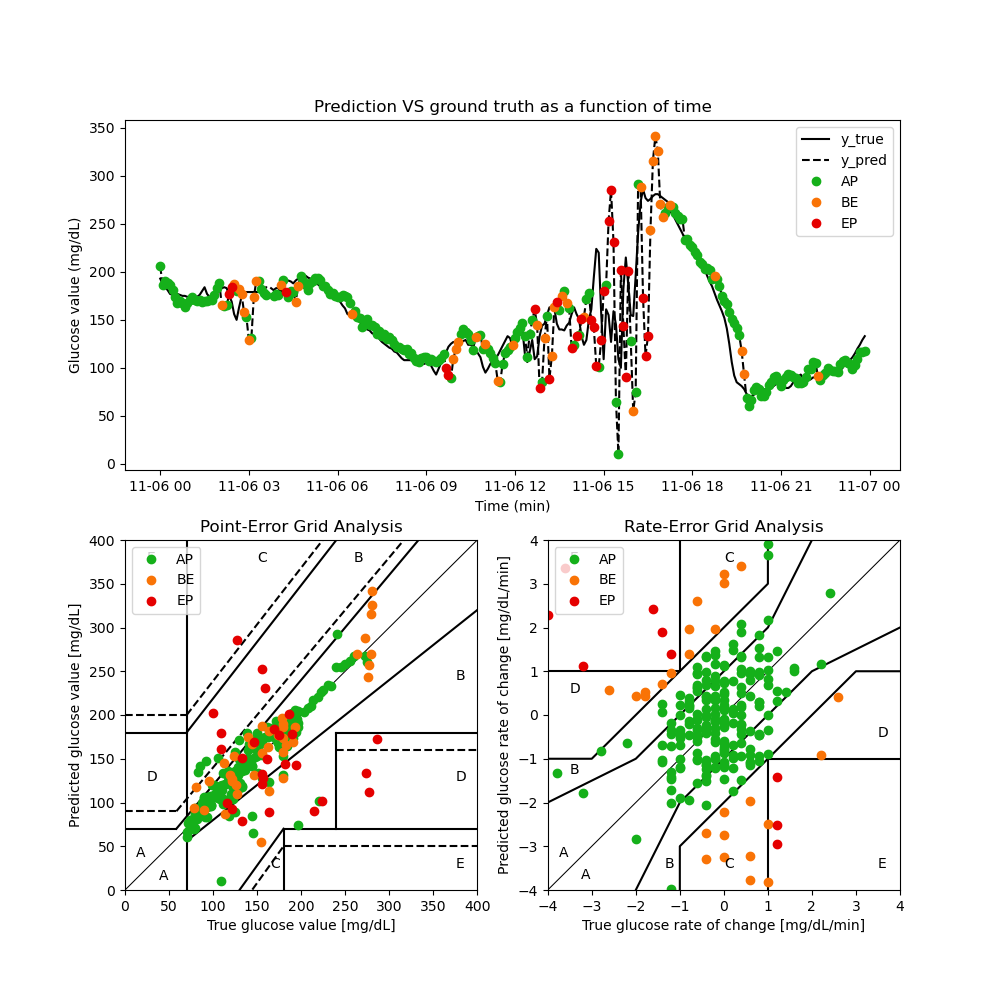 Prediction VS ground truth as a function of time
Glucose value (mg/dL)
350
300
250
200
150
100
50
0
y_true
y_pred
AP
BE
EP
11-06 00 11-06 03 11-06 06 11-06 09 11-06 12 11-06 15 11-06 18 11-06 21 11-07 00
Time (min)
Point-Error Grid Analysis
Predicted glucose value [mg/dL]
400
350
300
250
200
150
100
50
0
AP
BE
EP
C
B
B
D
D
A
A
C
E
0 50 100 150 200 250 300 350 400
True glucose value [mg/dL]
Rate-Error Grid Analysis
Predicted glucose rate of change [mg/dL/min]
4
3
2
1
0
−1
−2
−3
−4
AP
BE
EP
C
D
D
B
A
A
B
C
E
−4 −3 −2 −1 0 1 2 3 4
True glucose rate of change [mg/dL/min]